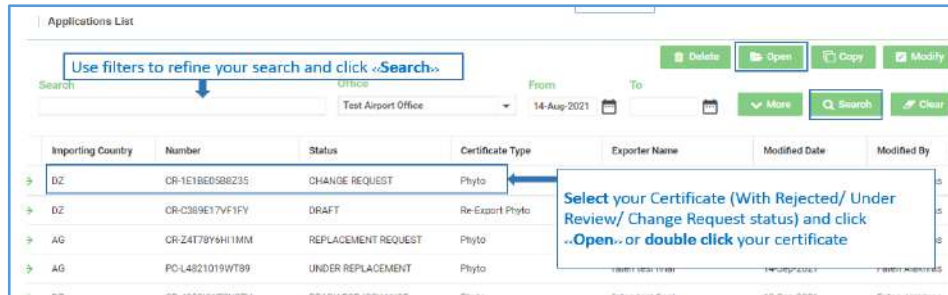 Applications List
Delete Open Copy Modify
Use filters to refine your search and click «Search»
Search Office From To
Test Airport Office 14-Aug-2021 More Search Clear
Importing Country Number Status Certificate Type Exporter Name Modified Date Modified By
DZ CR-1E1BED5B8Z35 CHANGE REQUEST Phyto
Select your Certificate (With Rejected/ Under
DZ CR-C389E17VF1FY DRAFT Re-Export Phyto
Review/ Change Request status) and click
AG CR-Z4T78Y6HI1MM REPLACEMENT REQUEST Phyto
«Open» or double click your certificate
AG PC-L4821019WT89 UNDER REPLACEMENT Phyto